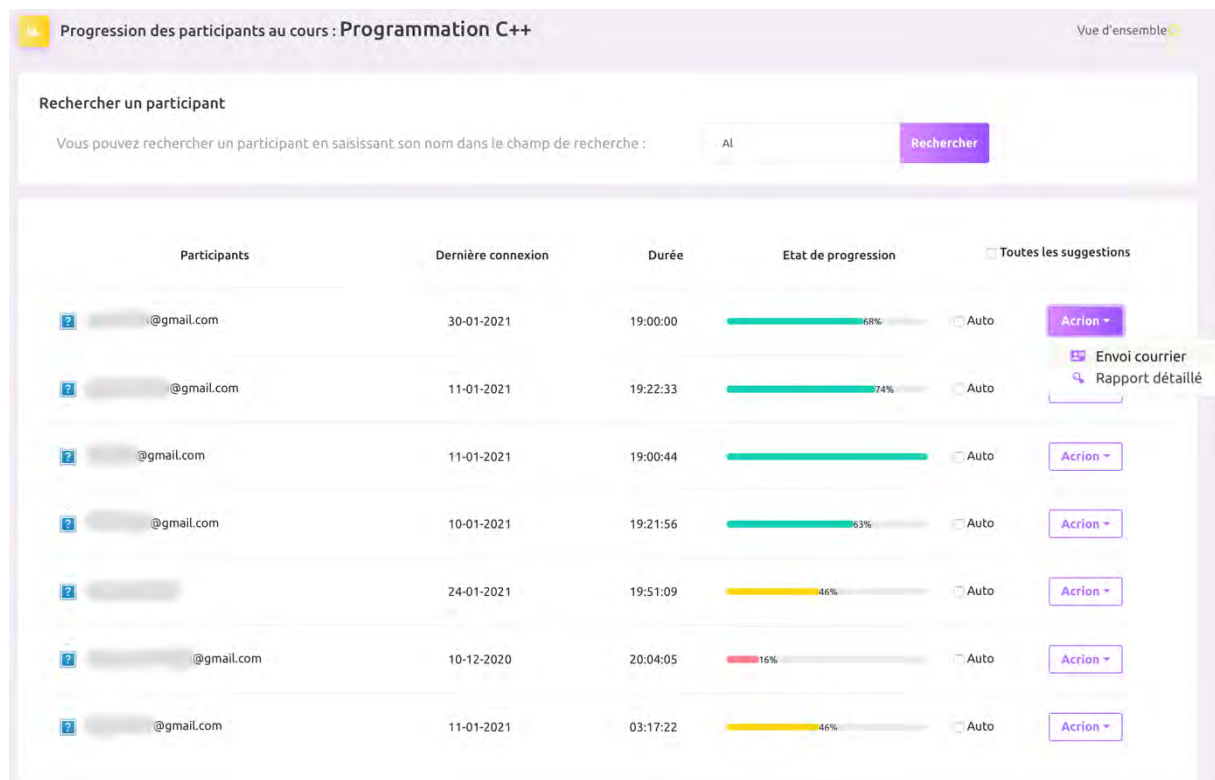 Progression des participants au cours : Programmation C++ Vue d'ensemble
Rechercher un participant
Vous pouvez rechercher un participant en saisissant son nom dans le champ de recherche : Al Rechercher
Participants Dernière connexion Durée Etat de progression Toutes les suggestions
@gmail.com 30-01-2021 19:00:00 68% Auto Acrion
Envoi courrier
Rapport détaillé
@gmail.com 11-01-2021 19:22:33 74% Auto
@gmail.com 11-01-2021 19:00:44 Auto Acrion
@gmail.com 10-01-2021 19:21:56 63% Auto Acrion
24-01-2021 19:51:09 46% Auto Acrion
@gmail.com 10-12-2020 20:04:05 16% Auto Acrion
@gmail.com 11-01-2021 03:17:22 46% Auto Acrion